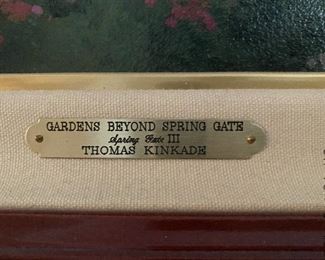 GARDENS BEYOND SPRING GATE
Spring Gate III
THOMAS KINKADE